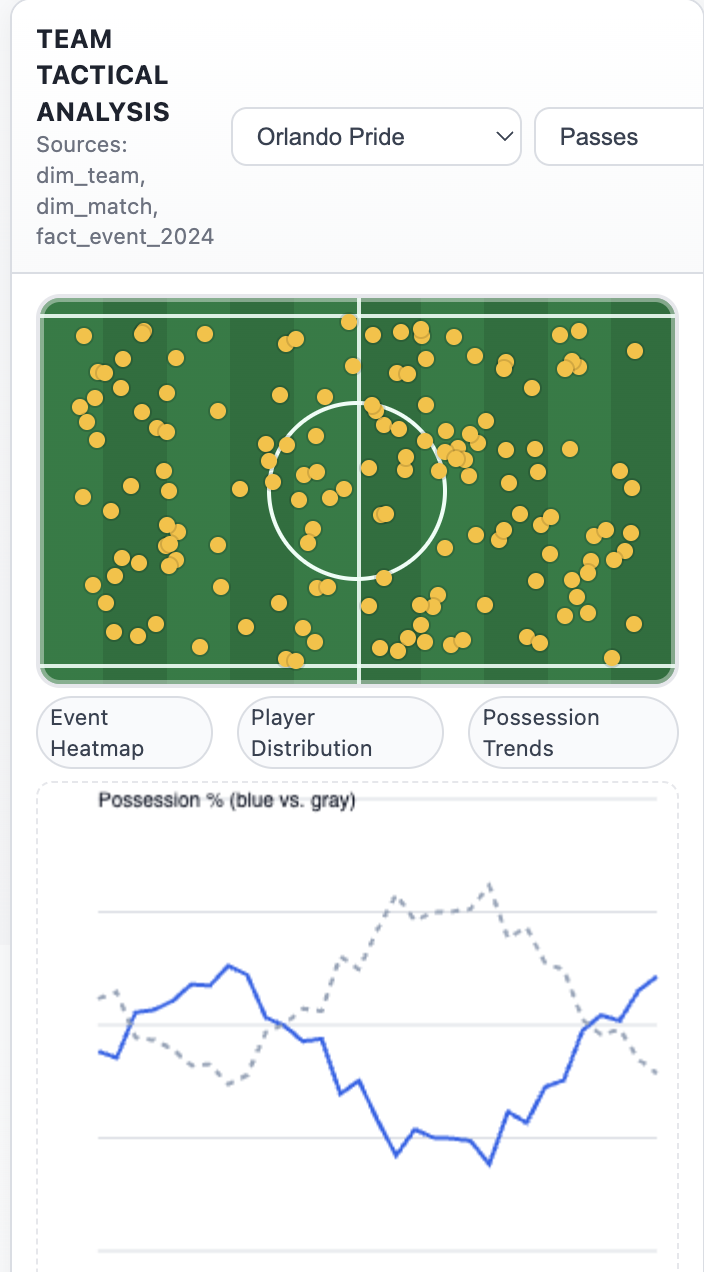 TEAM
TACTICAL
ANALYSIS
Sources:
dim_team,
dim_match,
fact_event_2024
Orlando Pride
Passes
Event
Heatmap
Player
Distribution
Possession
Trends
Possession % (blue vs. gray)